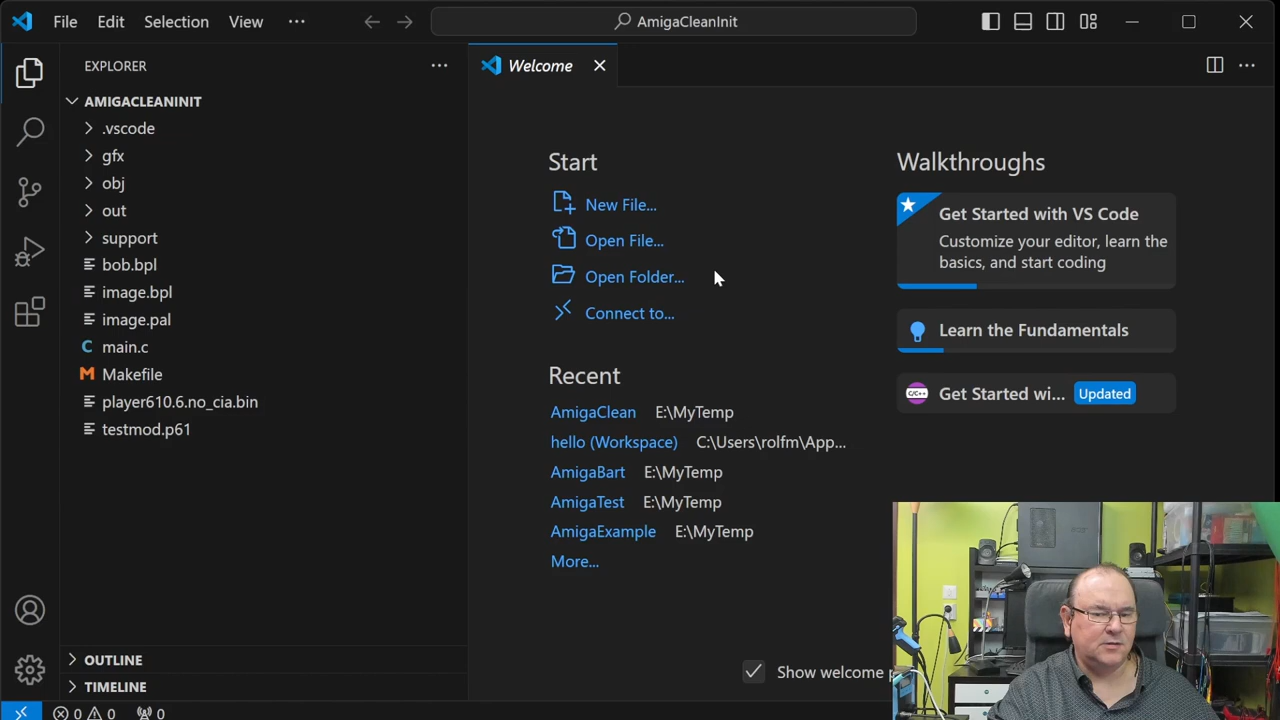 File Edit Selection View ···
AmigaCleanInit
EXPLORER
AMIGACLEANINIT
.vscode
gfx
obj
out
support
bob.bpl
image.bpl
image.pal
main.c
Makefile
player610.6.no_cia.bin
testmod.p61
OUTLINE
TIMELINE
0 0 0
Welcome
Start
New File...
Open File...
Open Folder...
Connect to...
Recent
AmigaClean E:\MyTemp
hello (Workspace) C:\Users\rolfm\App...
AmigaBart E:\MyTemp
AmigaTest E:\MyTemp
AmigaExample E:\MyTemp
More...
Walkthroughs
Get Started with VS Code
Customize your editor, learn the
basics, and start coding
Learn the Fundamentals
C/C++ Get Started wi... Updated
Show welcome p